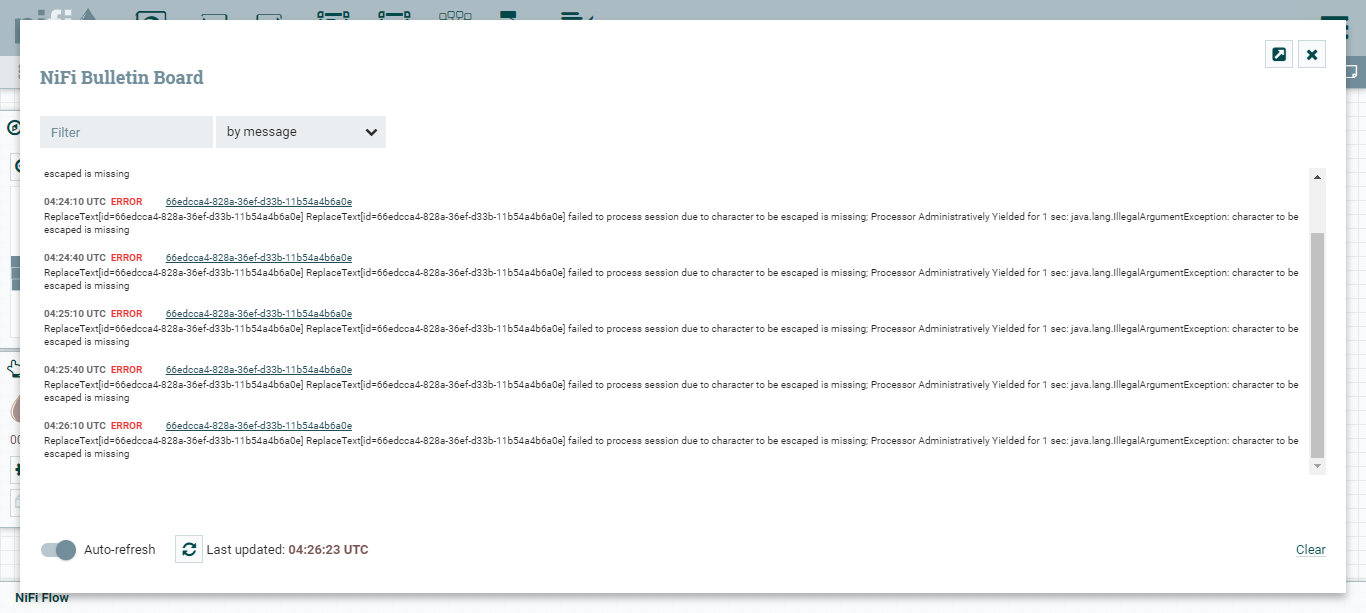 NiFi Bulletin Board
Filter
by message
escaped is missing
04:24:10 UTC ERROR 66edcca4-828a-36ef-d33b-11b54a4b6a0e
ReplaceText[id=66edcca4-828a-36ef-d33b-11b54a4b6a0e] ReplaceText[id=66edcca4-828a-36ef-d33b-11b54a4b6a0e] failed to process session due to character to be escaped is missing; Processor Administratively Yielded for 1 sec: java.lang.IllegalArgumentException: character to be
escaped is missing
04:24:40 UTC ERROR 66edcca4-828a-36ef-d33b-11b54a4b6a0e
ReplaceText[id=66edcca4-828a-36ef-d33b-11b54a4b6a0e] ReplaceText[id=66edcca4-828a-36ef-d33b-11b54a4b6a0e] failed to process session due to character to be escaped is missing; Processor Administratively Yielded for 1 sec: java.lang.IllegalArgumentException: character to be
escaped is missing
04:25:10 UTC ERROR 66edcca4-828a-36ef-d33b-11b54a4b6a0e
ReplaceText[id=66edcca4-828a-36ef-d33b-11b54a4b6a0e] ReplaceText[id=66edcca4-828a-36ef-d33b-11b54a4b6a0e] failed to process session due to character to be escaped is missing; Processor Administratively Yielded for 1 sec: java.lang.IllegalArgumentException: character to be
escaped is missing
04:25:40 UTC ERROR 66edcca4-828a-36ef-d33b-11b54a4b6a0e
ReplaceText[id=66edcca4-828a-36ef-d33b-11b54a4b6a0e] ReplaceText[id=66edcca4-828a-36ef-d33b-11b54a4b6a0e] failed to process session due to character to be escaped is missing; Processor Administratively Yielded for 1 sec: java.lang.IllegalArgumentException: character to be
escaped is missing
04:26:10 UTC ERROR 66edcca4-828a-36ef-d33b-11b54a4b6a0e
ReplaceText[id=66edcca4-828a-36ef-d33b-11b54a4b6a0e] ReplaceText[id=66edcca4-828a-36ef-d33b-11b54a4b6a0e] failed to process session due to character to be escaped is missing; Processor Administratively Yielded for 1 sec: java.lang.IllegalArgumentException: character to be
escaped is missing
Auto-refresh
Last updated: 04:26:23 UTC
Clear
NiFi Flow